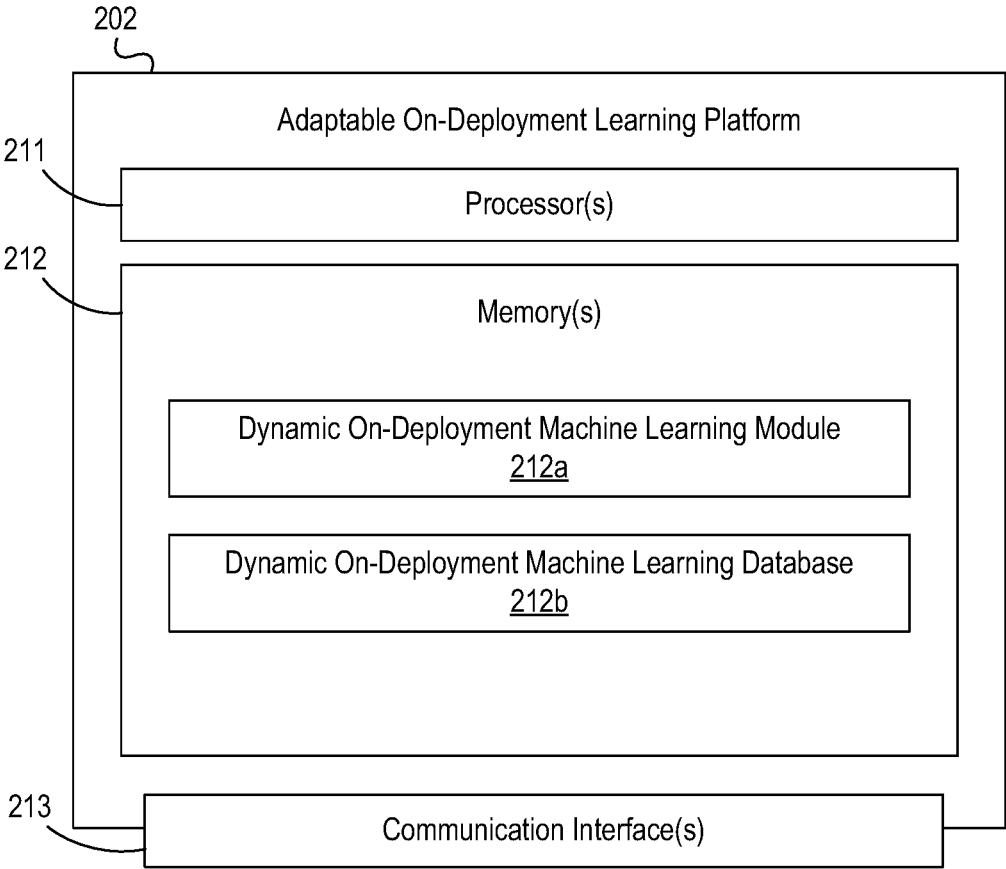 202
Adaptable On-Deployment Learning Platform
211
Processor(s)
212
Memory(s)
Dynamic On-Deployment Machine Learning Module
212a
Dynamic On-Deployment Machine Learning Database
212b
213
Communication Interface(s)